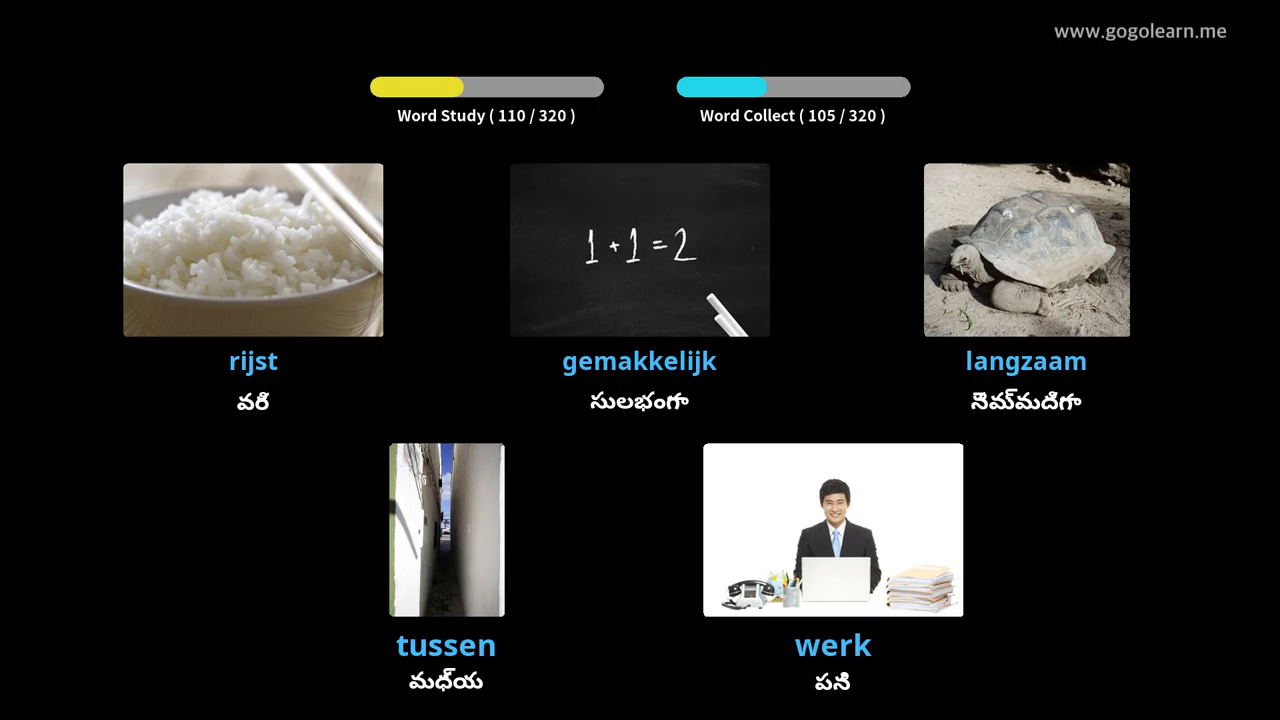 www.gogolearn.me
Word Study ( 110 / 320 )
Word Collect ( 105 / 320 )
1 + 1 = 2
rijst
gemakkelijk
langzaam
వరి
సులభంగా
నెమ్మదిగా
tussen
werk
మధ్య
పని